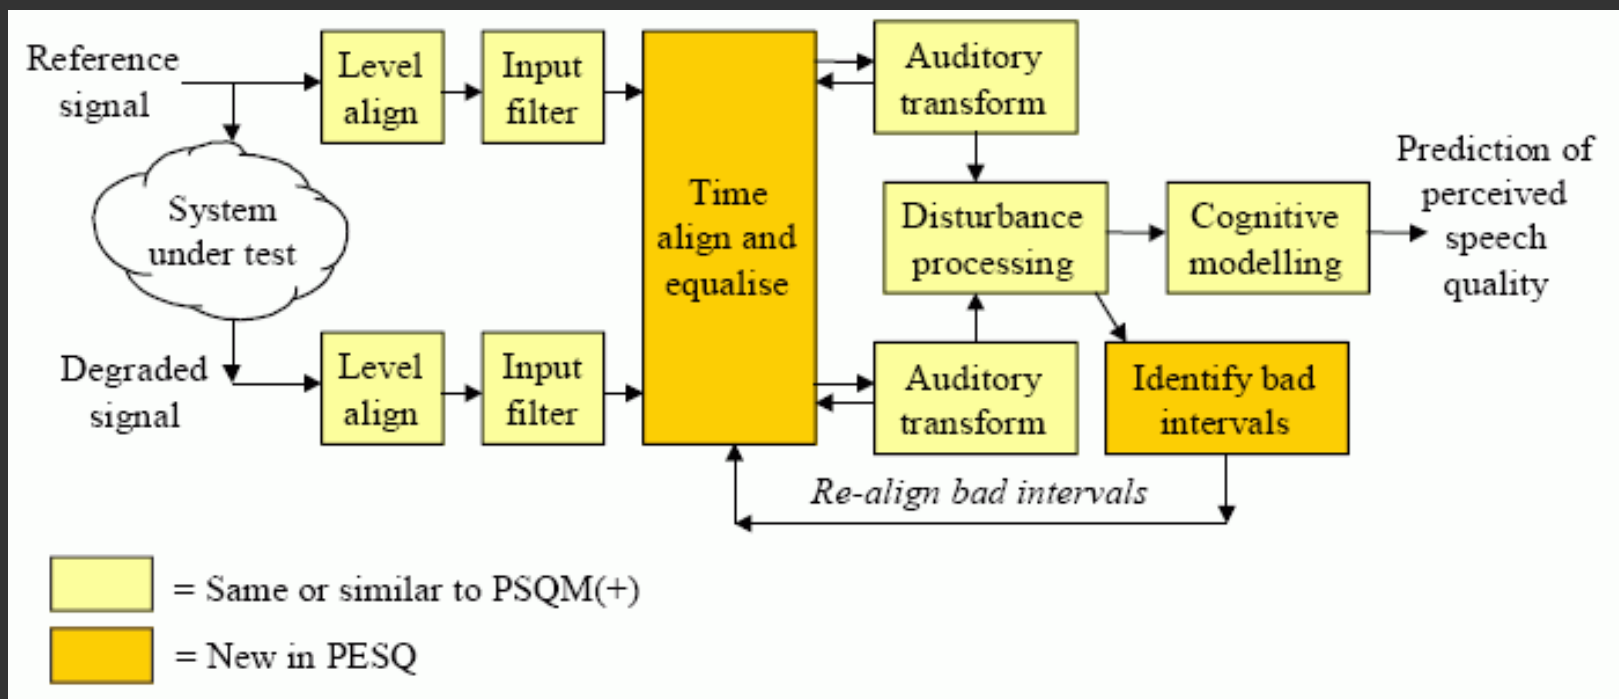 Reference
signal
Level
align
Input
filter
Time
align and
equalise
Auditory
transform
System
under test
Disturbance
processing
Cognitive
modelling
Prediction of
perceived
speech
quality
Degraded
signal
Level
align
Input
filter
Auditory
transform
Identify bad
intervals
Re-align bad intervals
= Same or similar to PSQM(+)
= New in PESQ